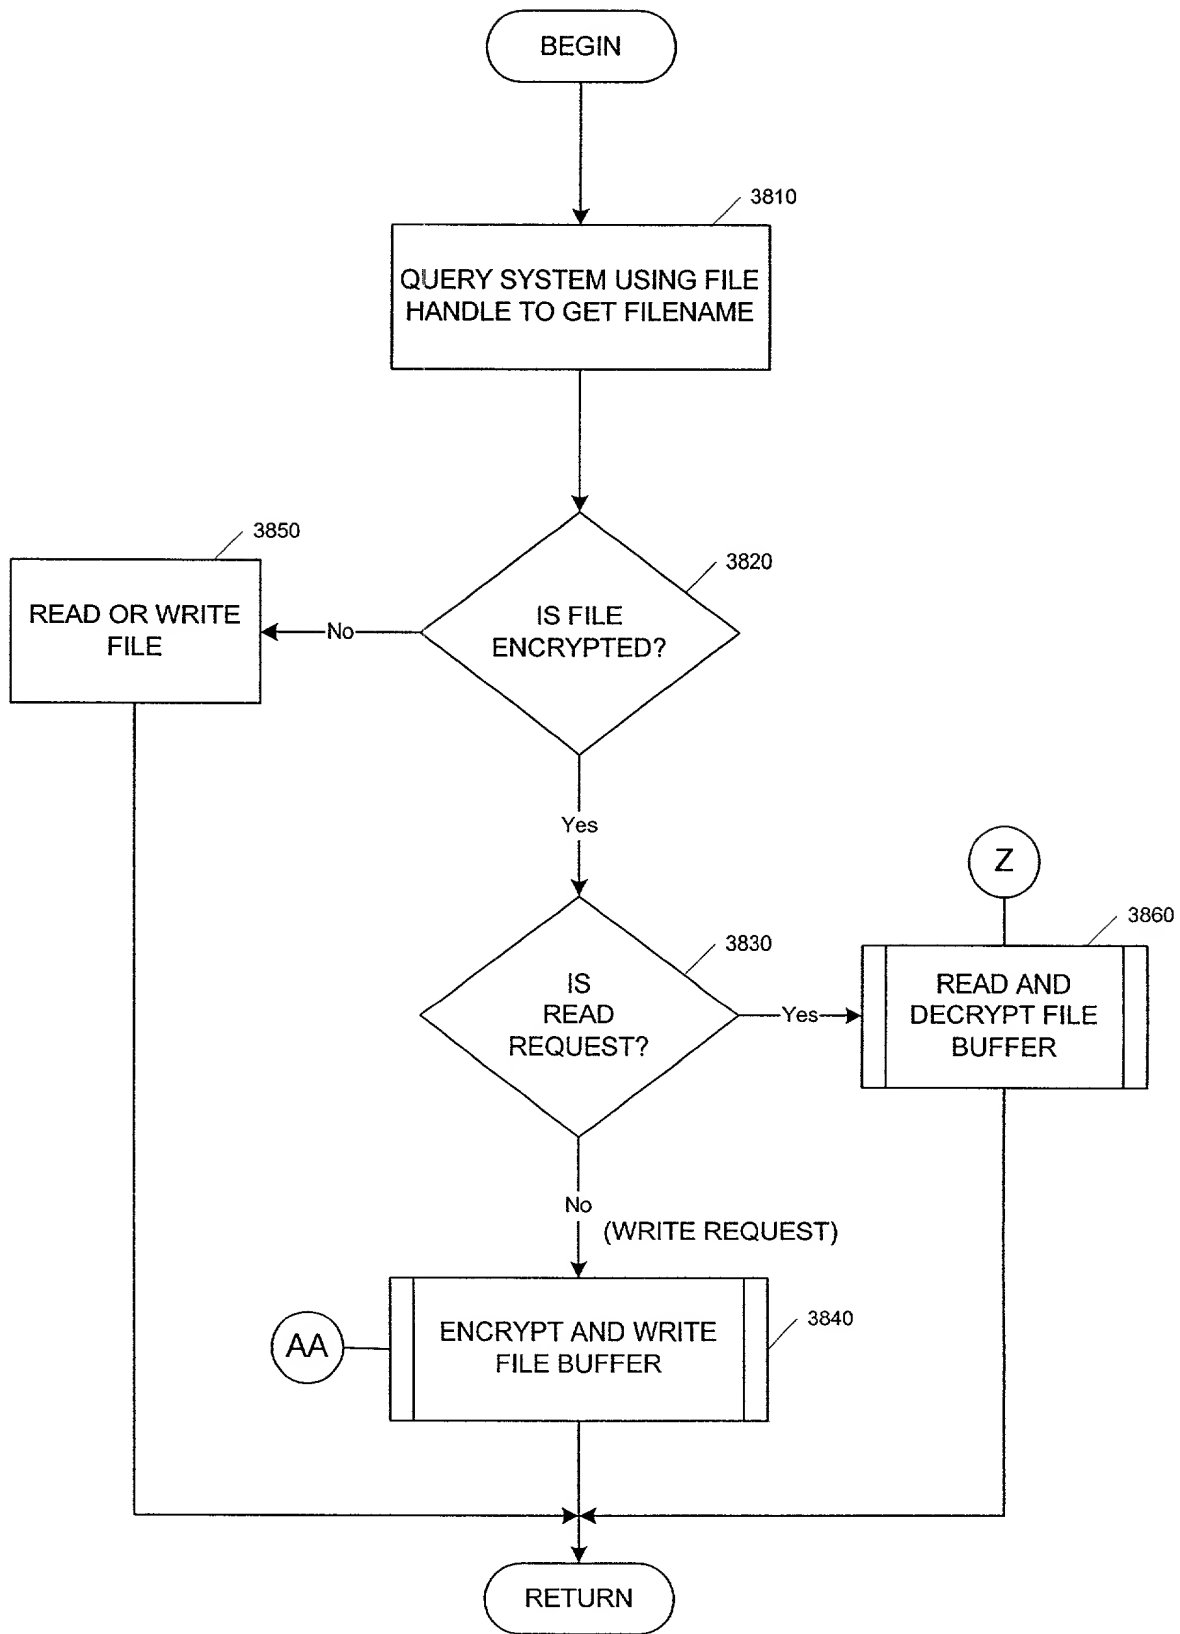 BEGIN
3810
QUERY SYSTEM USING FILE
HANDLE TO GET FILENAME
3850
READ OR WRITE
FILE
No
3820
IS FILE
ENCRYPTED?
Yes
Z
3860
READ AND
DECRYPT FILE
BUFFER
3830
IS
READ
REQUEST?
Yes
No
(WRITE REQUEST)
AA
3840
ENCRYPT AND WRITE
FILE BUFFER
RETURN